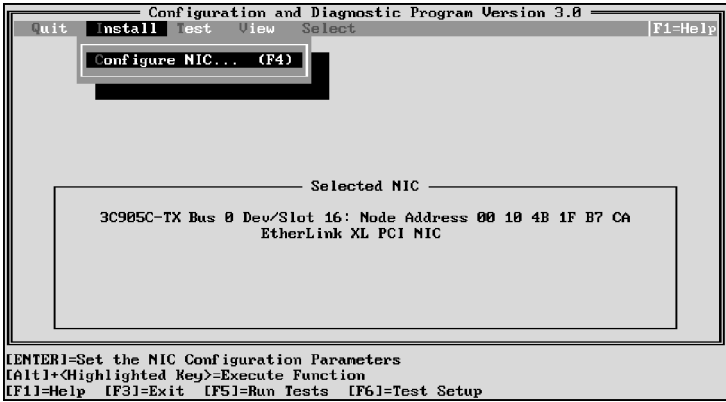 Configuration and Diagnostic Program Version 3.0
Quit Install Test View Select F1=Help
Configure NIC... (F4)
Selected NIC
3C905C-TX Bus 0 Dev/Slot 16: Node Address 00 10 4B 1F B7 CA
EtherLink XL PCI NIC
[ENTER]=Set the NIC Configuration Parameters
[Alt]+<Highlighted Key>=Execute Function
[F1]=Help [F3]=Exit [F5]=Run Tests [F6]=Test Setup